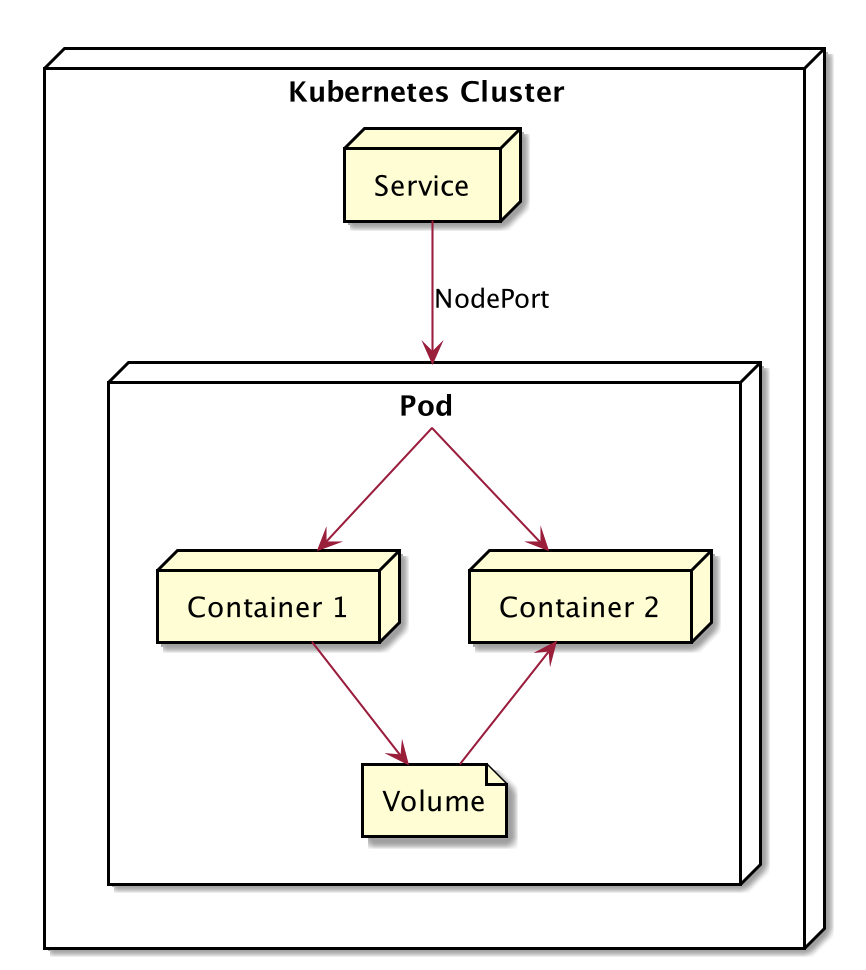 Kubernetes Cluster
Service
NodePort
Pod
Container 1
Container 2
Volume